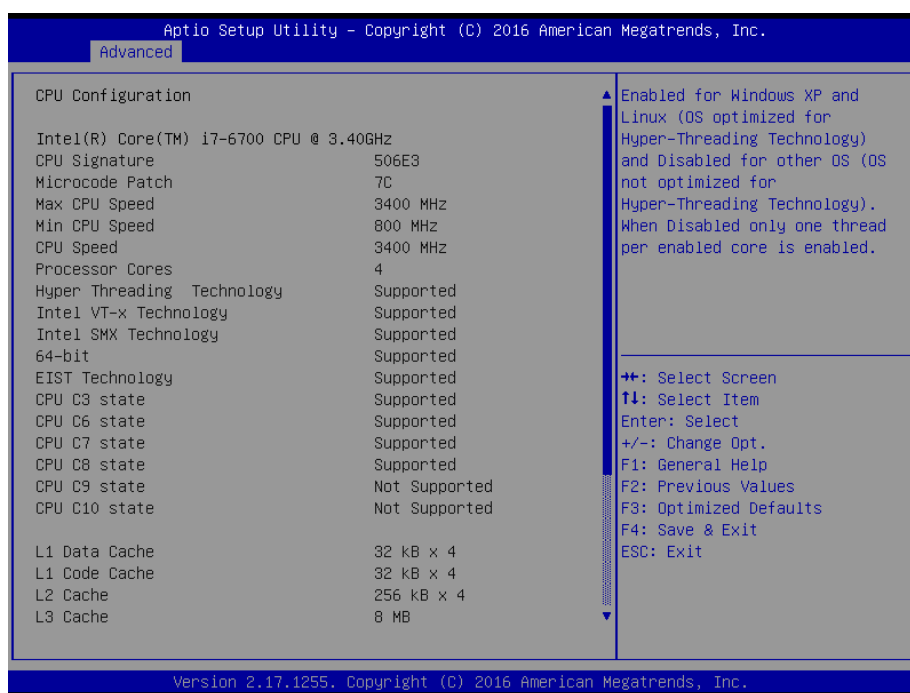 Aptio Setup Utility – Copyright (C) 2016 American Megatrends, Inc.
Advanced
CPU Configuration
Intel(R) Core(TM) i7-6700 CPU @ 3.40GHz
CPU Signature 506E3
Microcode Patch 7C
Max CPU Speed 3400 MHz
Min CPU Speed 800 MHz
CPU Speed 3400 MHz
Processor Cores 4
Hyper Threading Technology Supported
Intel VT-x Technology Supported
Intel SMX Technology Supported
64-bit Supported
EIST Technology Supported
CPU C3 state Supported
CPU C6 state Supported
CPU C7 state Supported
CPU C8 state Supported
CPU C9 state Not Supported
CPU C10 state Not Supported
L1 Data Cache 32 kB x 4
L1 Code Cache 32 kB x 4
L2 Cache 256 kB x 4
L3 Cache 8 MB
Enabled for Windows XP and
Linux (OS optimized for
Hyper-Threading Technology)
and Disabled for other OS (OS
not optimized for
Hyper-Threading Technology).
When Disabled only one thread
per enabled core is enabled.
→←: Select Screen
↑↓: Select Item
Enter: Select
+/-: Change Opt.
F1: General Help
F2: Previous Values
F3: Optimized Defaults
F4: Save & Exit
ESC: Exit
Version 2.17.1255. Copyright (C) 2016 American Megatrends, Inc.